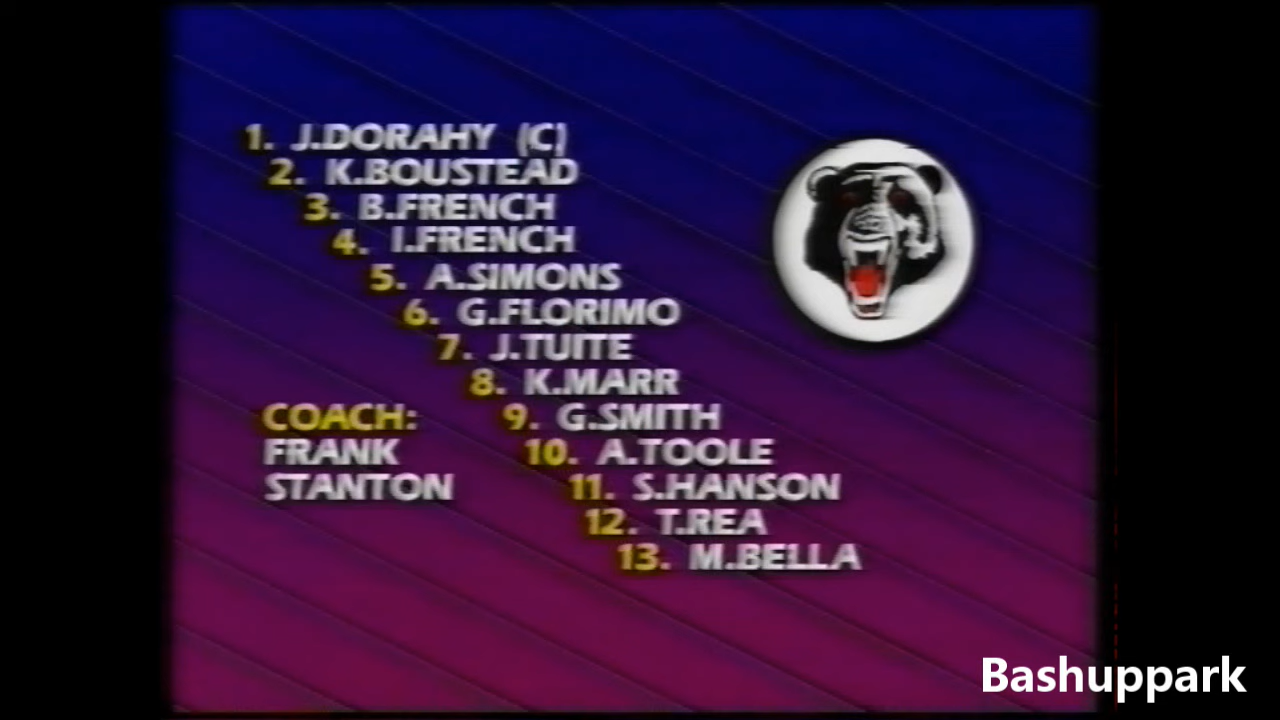 1. J.DORAHY (C)
2. K.BOUSTEAD
3. B.FRENCH
4. I.FRENCH
5. A.SIMONS
6. G.FLORIMO
7. J.TUITE
8. K.MARR
9. G.SMITH
10. A.TOOLE
11. S.HANSON
12. T.REA
13. M.BELLA
COACH:
FRANK
STANTON
Bashuppark